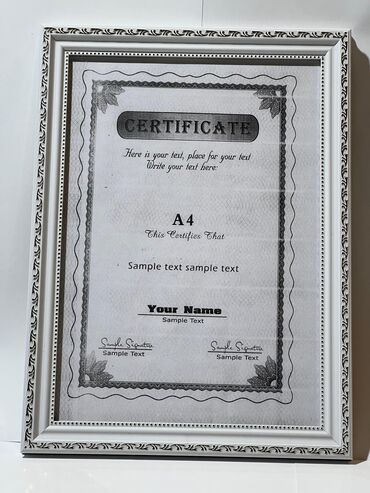 CERTIFICATE
Here is your text, place for your text
Write your text here:
A4
This Certifies That
Sample text sample text
Your Name
Sample Text
Sample Signature Sample Signature
Sample Text Sample Text